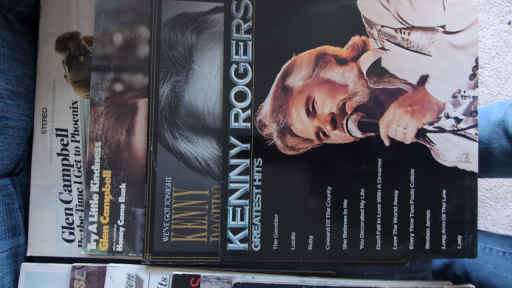 STEREO
Glen Campbell
By the Time I Get to Phoenix
Try A Little Kindness
Glen Campbell
Honey Come Back
WE'VE GOT TONIGHT
KENNY
KENNY ROGERS
GREATEST HITS
The Gambler
Lucille
Ruby
Coward Of The County
She Believes In Me
You Decorated My Life
Don't Fall In Love With A Dreamer
Love The World Away
Every Time Two Fools Collide
Reuben James
Long Arm Of The Law
Lady